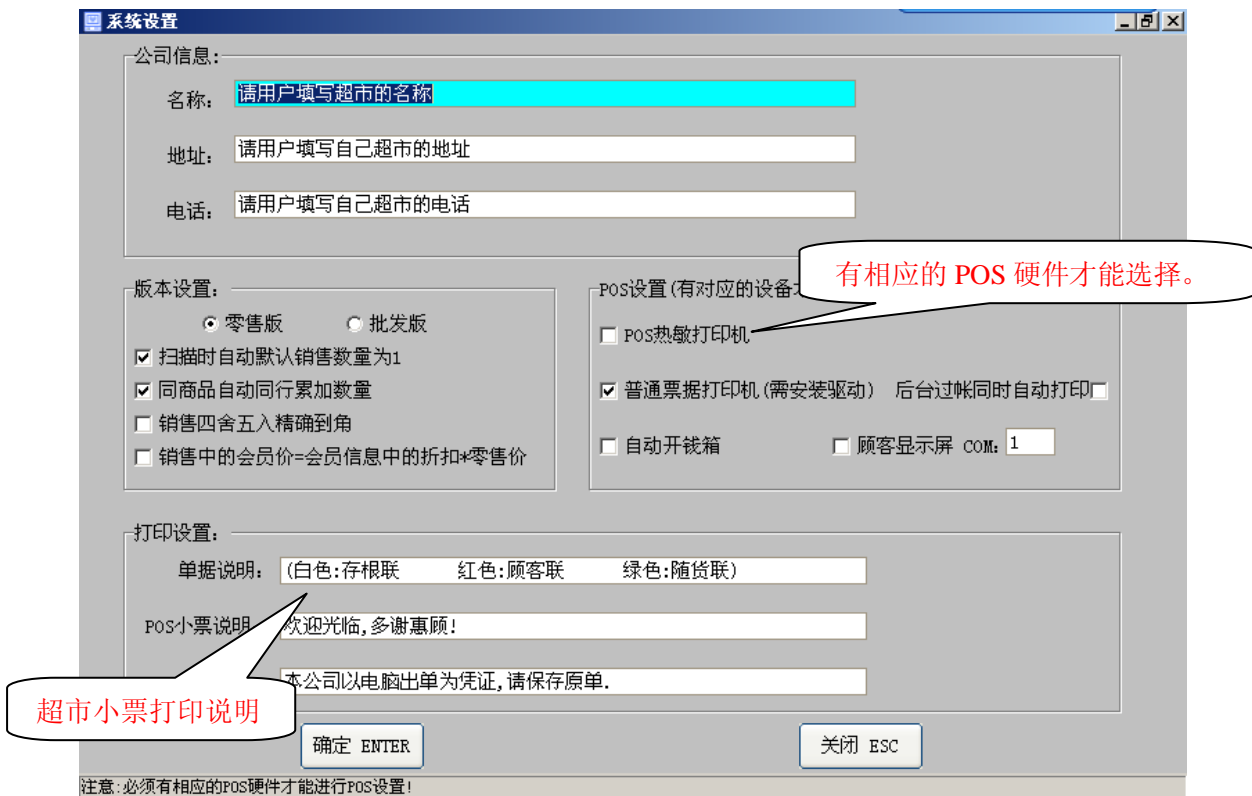 系统设置
公司信息:
名称: 请用户填写超市的名称
地址: 请用户填写自己超市的地址
电话: 请用户填写自己超市的电话
有相应的 POS 硬件才能选择。
版本设置:
零售版 批发版
扫描时自动默认销售数量为1
同商品自动同行累加数量
销售四舍五入精确到角
销售中的会员价=会员信息中的折扣*零售价
POS设置(有对应的设备
POS热敏打印机
普通票据打印机(需安装驱动) 后台过帐同时自动打印
自动开钱箱 顾客显示屏 COM: 1
打印设置:
单据说明: (白色:存根联 红色:顾客联 绿色:随货联)
POS小票说明 欢迎光临,多谢惠顾!
本公司以电脑出单为凭证,请保存原单.
超市小票打印说明
确定 ENTER 关闭 ESC
注意:必须有相应的POS硬件才能进行POS设置!